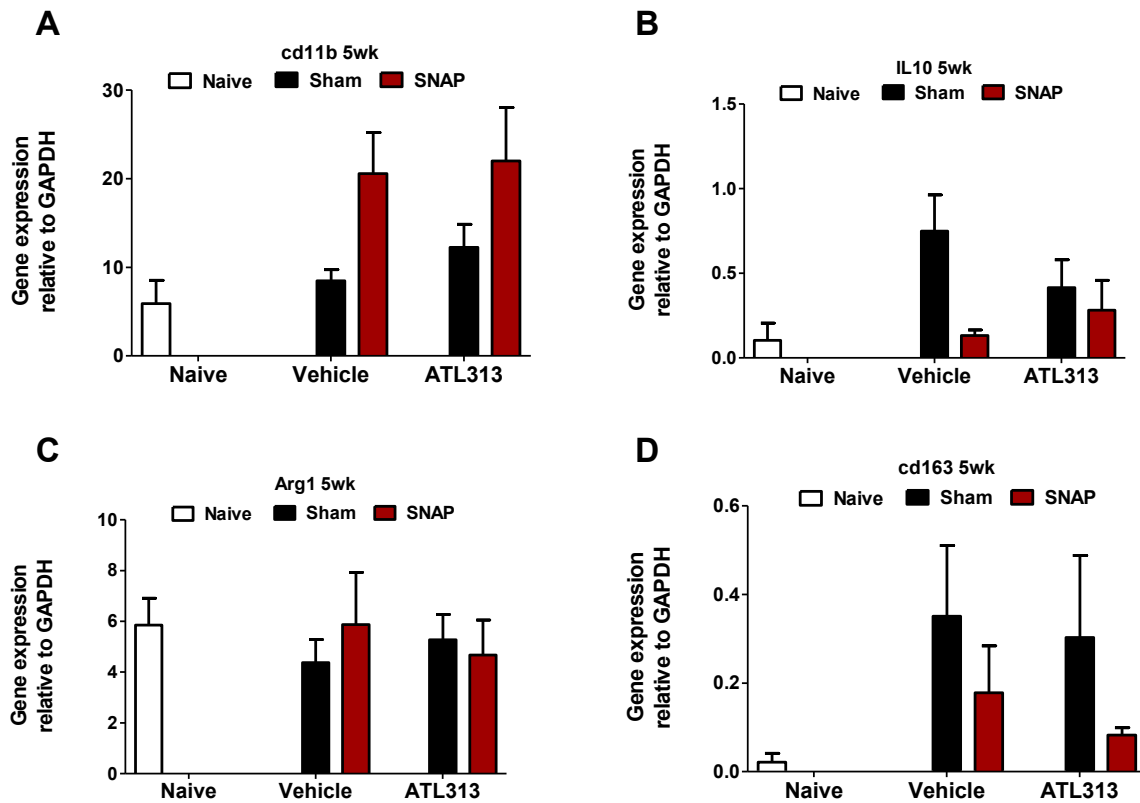 A
cd11b 5wk
Naive Sham SNAP
Gene expression
relative to GAPDH
30
20
10
0
Naive Vehicle ATL313
B
IL10 5wk
Naive Sham SNAP
Gene expression
relative to GAPDH
1.5
1.0
0.5
0.0
Naive Vehicle ATL313
C
Arg1 5wk
Naive Sham SNAP
Gene expression
relative to GAPDH
10
8
6
4
2
0
Naive Vehicle ATL313
D
cd163 5wk
Naive Sham SNAP
Gene expression
relative to GAPDH
0.6
0.4
0.2
0.0
Naive Vehicle ATL313